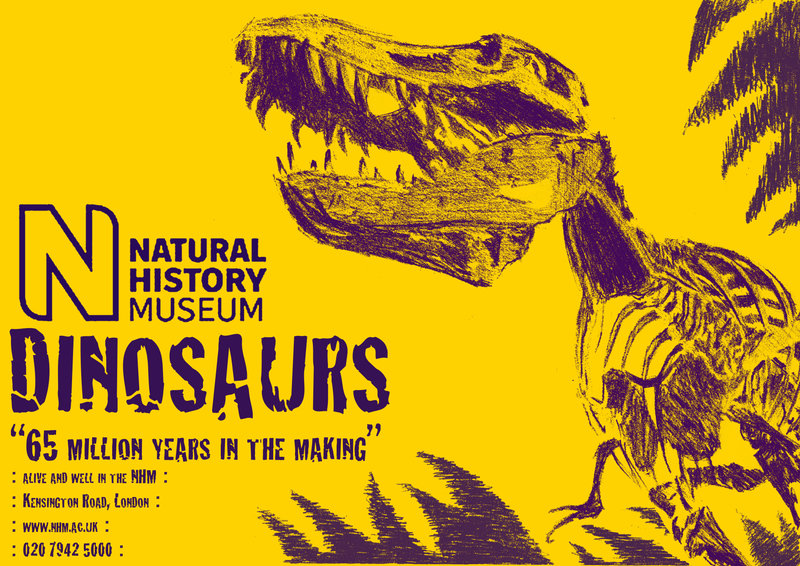 N
NATURAL
HISTORY
MUSEUM
DINOSAURS
“65 MILLION YEARS IN THE MAKING”
: ALIVE AND WELL IN THE NHM :
: KENSINGTON ROAD, LONDON :
: WWW.NHM.AC.UK :
: 020 7942 5000 :